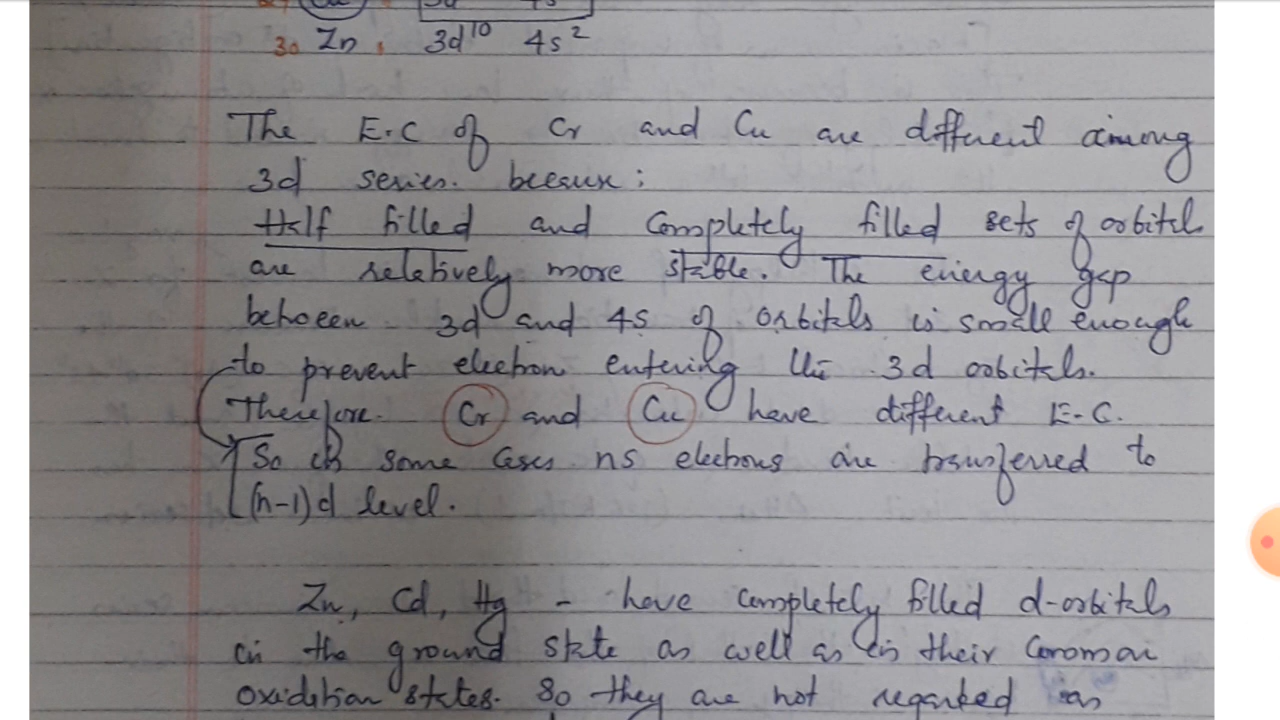 30 Zn, 3d¹⁰ 4s²
The E.C of Cr and Cu are different among
3d series. becaux:
Half filled and Completely filled sets of orbitals
are relatively more stable. The energy gap
between 3d and 4s of orbitals is small enough
to prevent electron entering the 3d orbitals.
Therefore. Cr and Cu have different E.C.
So in some Cases ns electrons are transferred to
(n-1)d level.
Zn, Cd, Hg - have completely filled d-orbitals
in the ground state as well as in their Common
oxidation states. So they are not regarded as